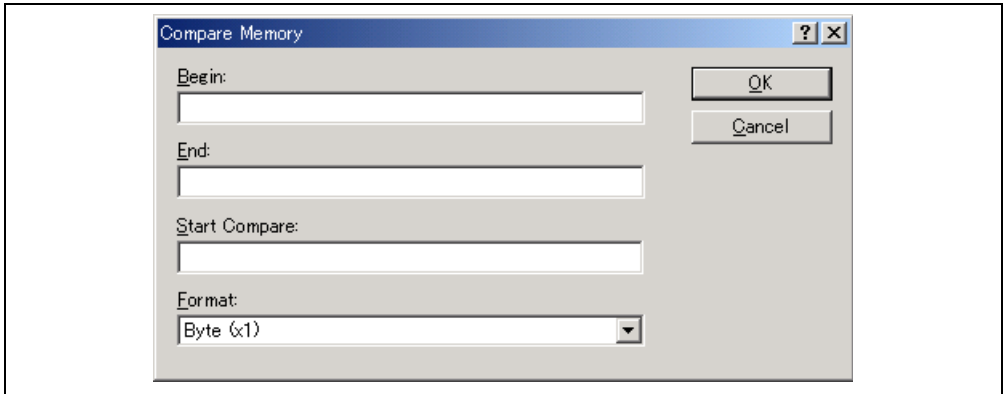 Compare Memory
Begin:
OK
Cancel
End:
Start Compare:
Format:
Byte (x1)